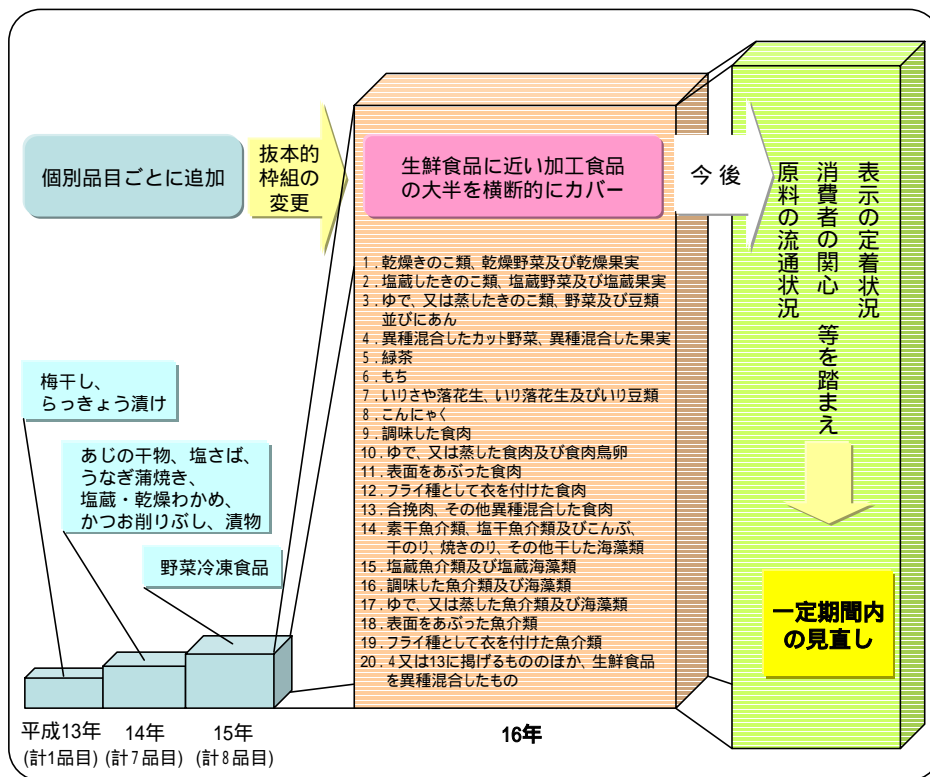 個別品目ごとに追加
抜本的
枠組の
変更
生鮮食品に近い加工食品
の大半を横断的にカバー
今 後
表示の定着状況
消費者の関心 等を踏まえ
原料の流通状況
一定期間内
の見直し
1．乾燥きのこ類、乾燥野菜及び乾燥果実
2．塩蔵したきのこ類、塩蔵野菜及び塩蔵果実
3．ゆで、又は蒸したきのこ類、野菜及び豆類
並びにあん
4．異種混合したカット野菜、異種混合した果実
5．緑茶
6．もち
7．いりさや落花生、いり落花生及びいり豆類
8．こんにゃく
9．調味した食肉
10．ゆで、又は蒸した食肉及び食肉鳥卵
11．表面をあぶった食肉
12．フライ種として衣を付けた食肉
13．合挽肉、その他異種混合した食肉
14．素干魚介類、塩干魚介類及びこんぶ、
干のり、焼きのり、その他干した海藻類
15．塩蔵魚介類及び塩蔵海藻類
16．調味した魚介類及び海藻類
17．ゆで、又は蒸した魚介類及び海藻類
18．表面をあぶった魚介類
19．フライ種として衣を付けた魚介類
20．4又は13に掲げるもののほか、生鮮食品
を異種混合したもの
梅干し、
らっきょう漬け
あじの干物、塩さば、
うなぎ蒲焼き、
塩蔵・乾燥わかめ、
かつお削りぶし、漬物
野菜冷凍食品
平成13年
(計1品目)
14年
(計7品目)
15年
(計8品目)
16年